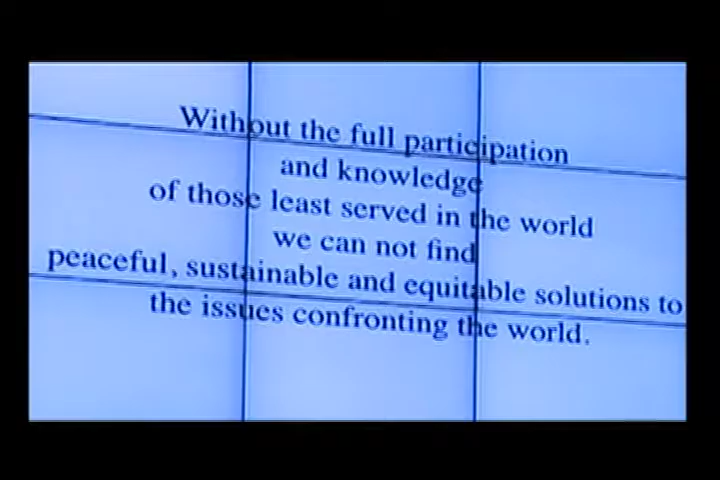 Without the full participation
and knowledge
of those least served in the world
we can not find
peaceful, sustainable and equitable solutions to
the issues confronting the world.